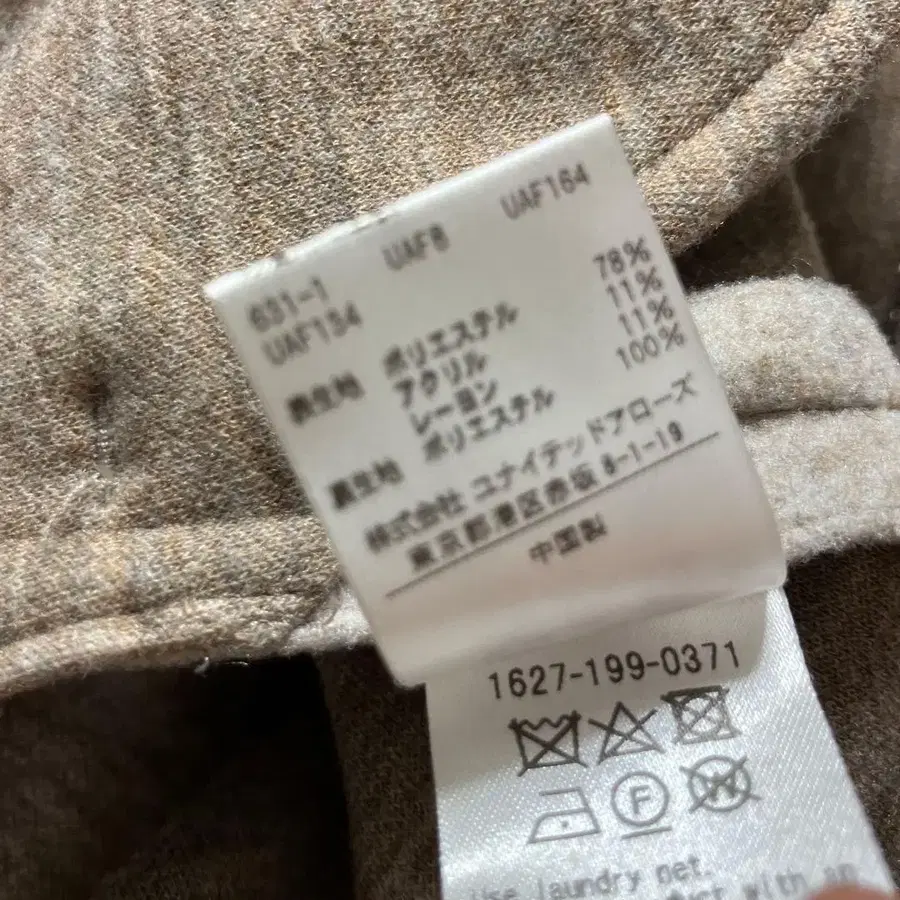 631-1 UAF8 UAF164
UAF134
表生地 ポリエステル 78%
アクリル 11%
レーヨン 11%
裏生地 ポリエステル 100%
株式会社 ユナイテッドアローズ
東京都港区赤坂 8-1-19
中国製
1627-199-0371
F
W
Use laundry net.
with an